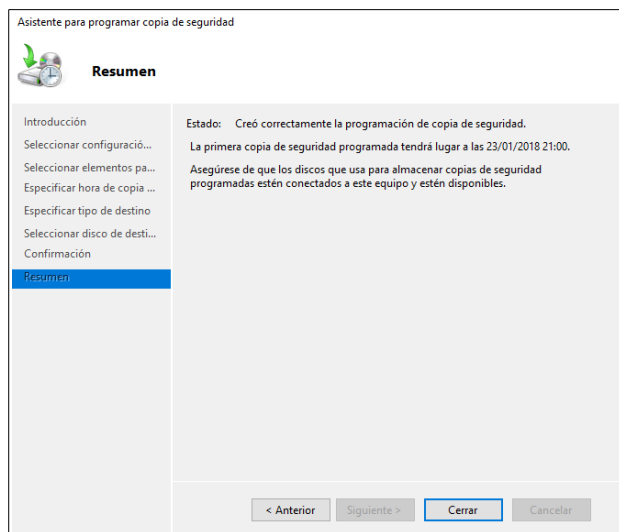 Asistente para programar copia de seguridad
Resumen
Introducción
Seleccionar configuració...
Seleccionar elementos pa...
Especificar hora de copia ...
Especificar tipo de destino
Seleccionar disco de desti...
Confirmación
Resumen
Estado: Creó correctamente la programación de copia de seguridad.
La primera copia de seguridad programada tendrá lugar a las 23/01/2018 21:00.
Asegúrese de que los discos que usa para almacenar copias de seguridad
programadas estén conectados a este equipo y estén disponibles.
< Anterior Siguiente > Cerrar Cancelar